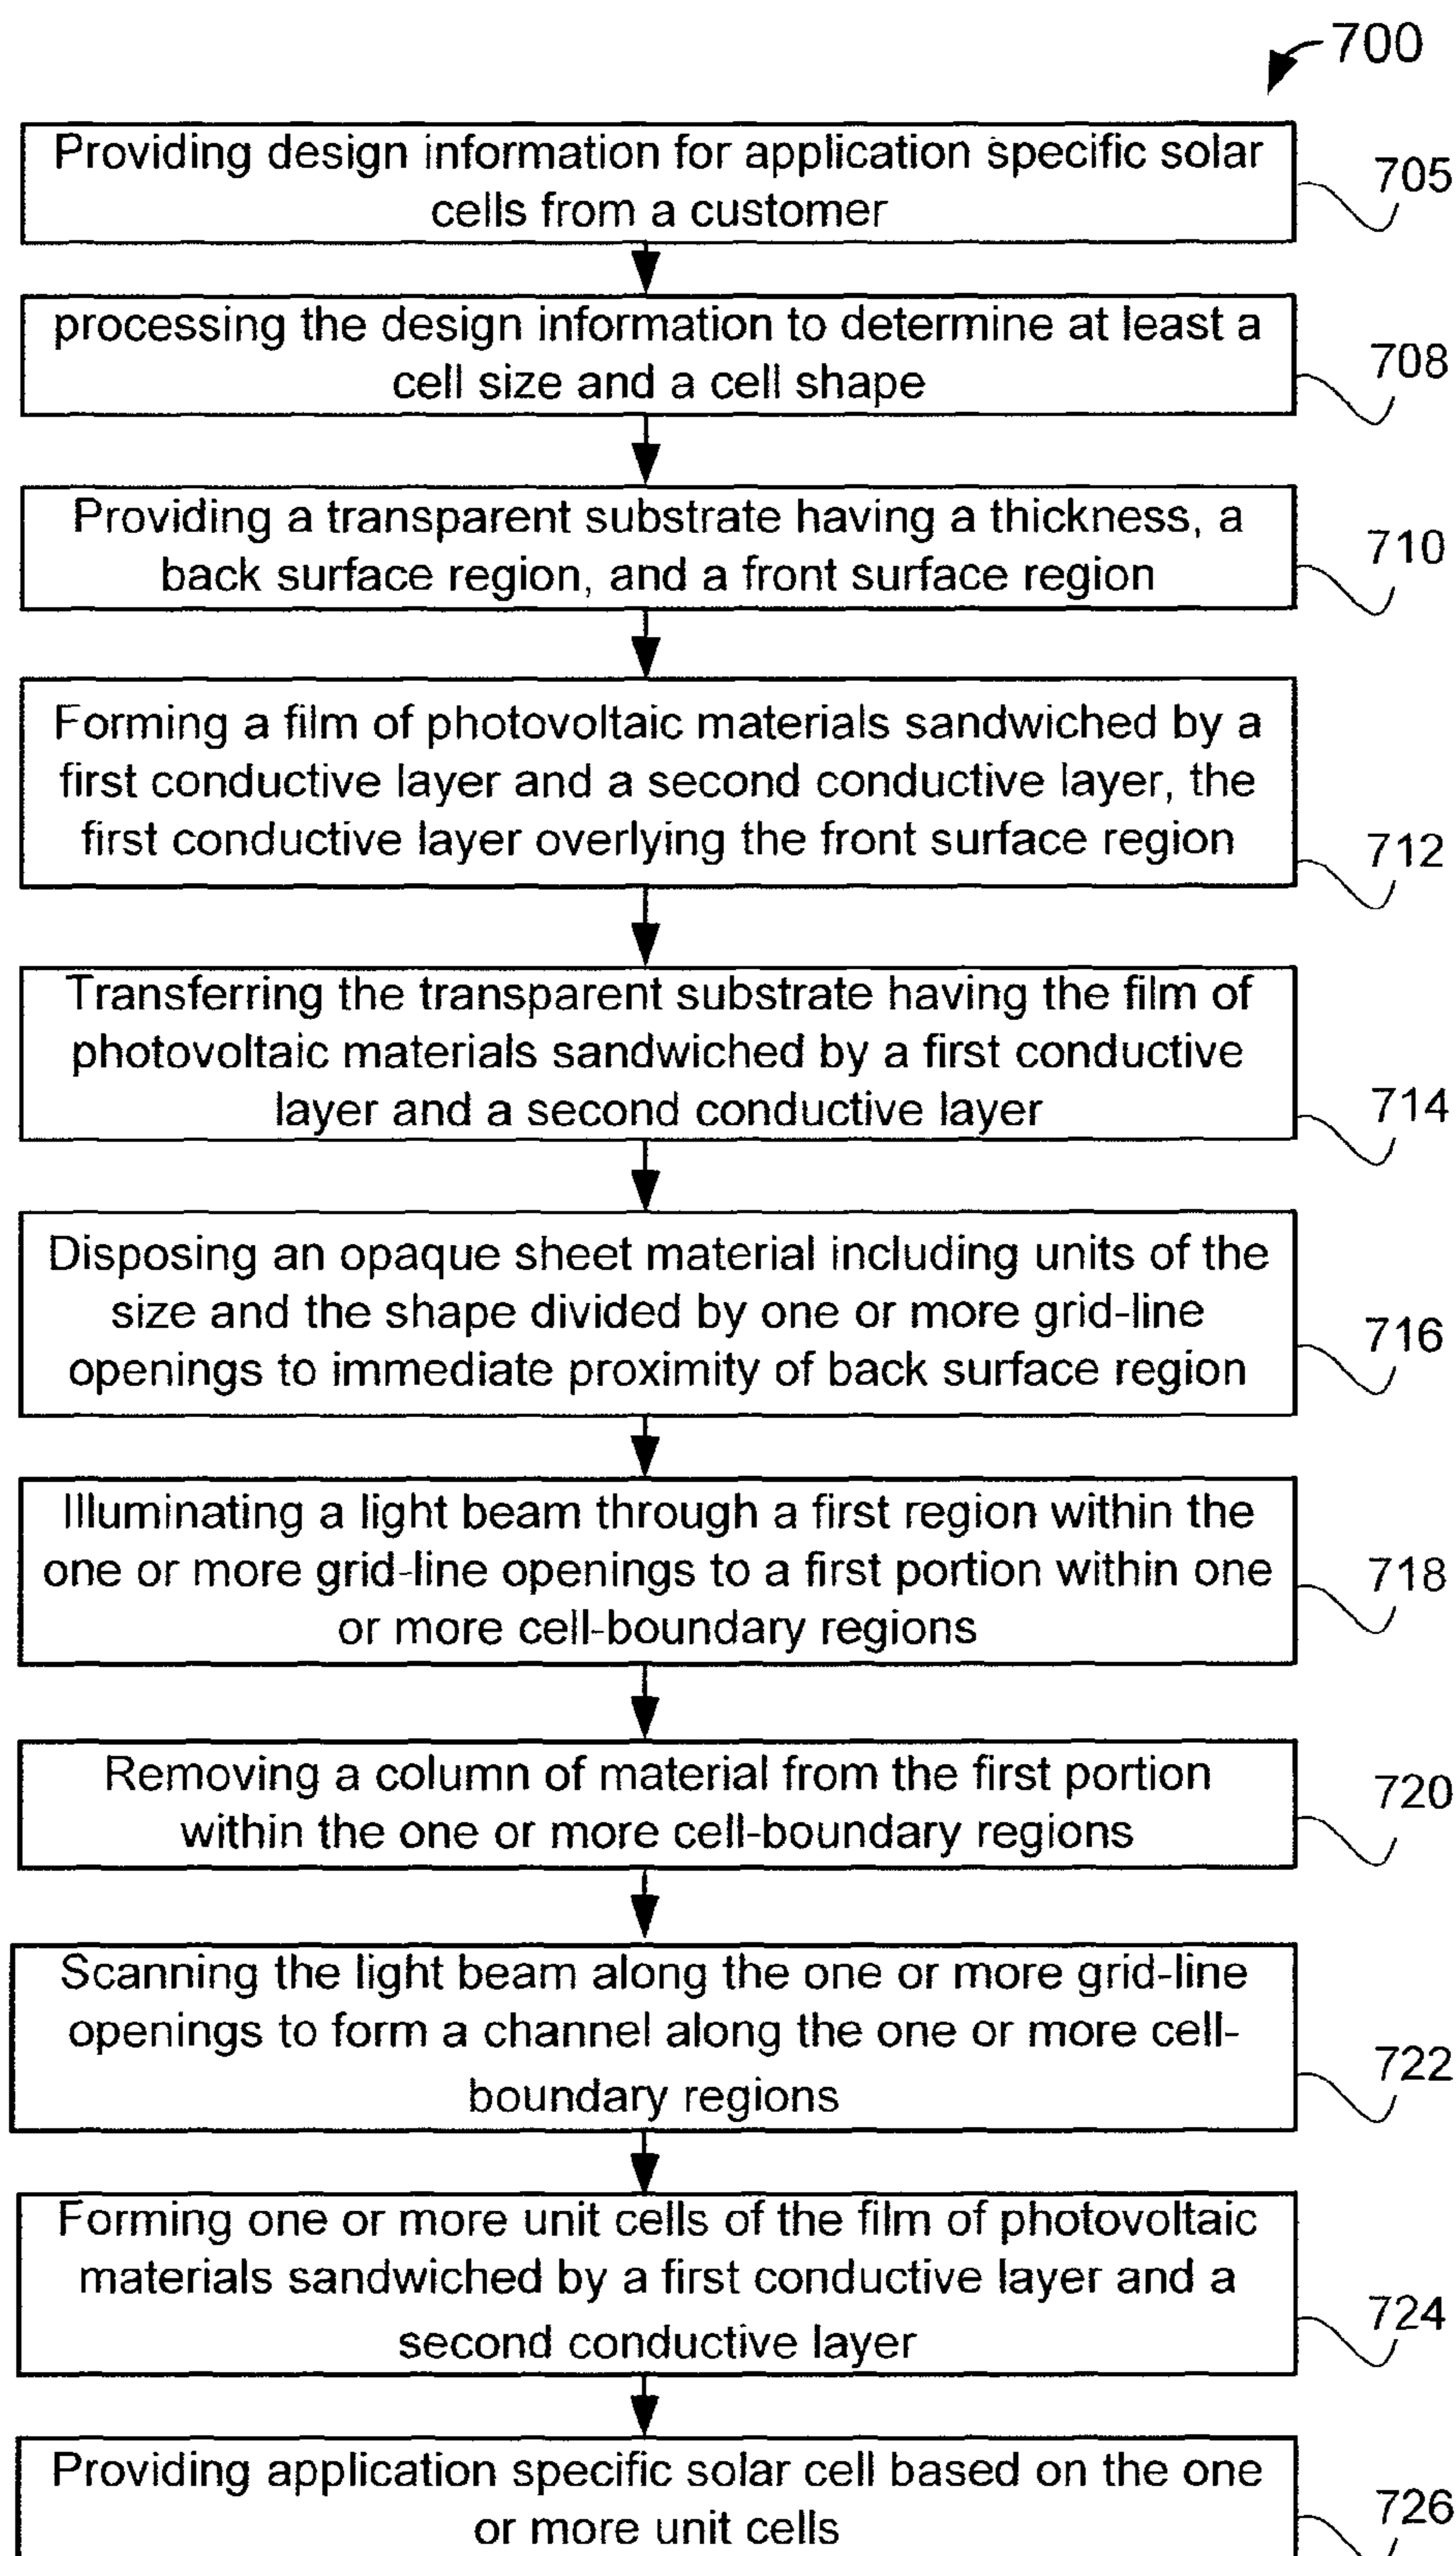 700
Providing design information for application specific solar
cells from a customer
705
processing the design information to determine at least a
cell size and a cell shape
708
Providing a transparent substrate having a thickness, a
back surface region, and a front surface region
710
Forming a film of photovoltaic materials sandwiched by a
first conductive layer and a second conductive layer, the
first conductive layer overlying the front surface region
712
Transferring the transparent substrate having the film of
photovoltaic materials sandwiched by a first conductive
layer and a second conductive layer
714
Disposing an opaque sheet material including units of the
size and the shape divided by one or more grid-line
openings to immediate proximity of back surface region
716
Illuminating a light beam through a first region within the
one or more grid-line openings to a first portion within one
or more cell-boundary regions
718
Removing a column of material from the first portion
within the one or more cell-boundary regions
720
Scanning the light beam along the one or more grid-line
openings to form a channel along the one or more cell-
boundary regions
722
Forming one or more unit cells of the film of photovoltaic
materials sandwiched by a first conductive layer and a
second conductive layer
724
Providing application specific solar cell based on the one
or more unit cells
726